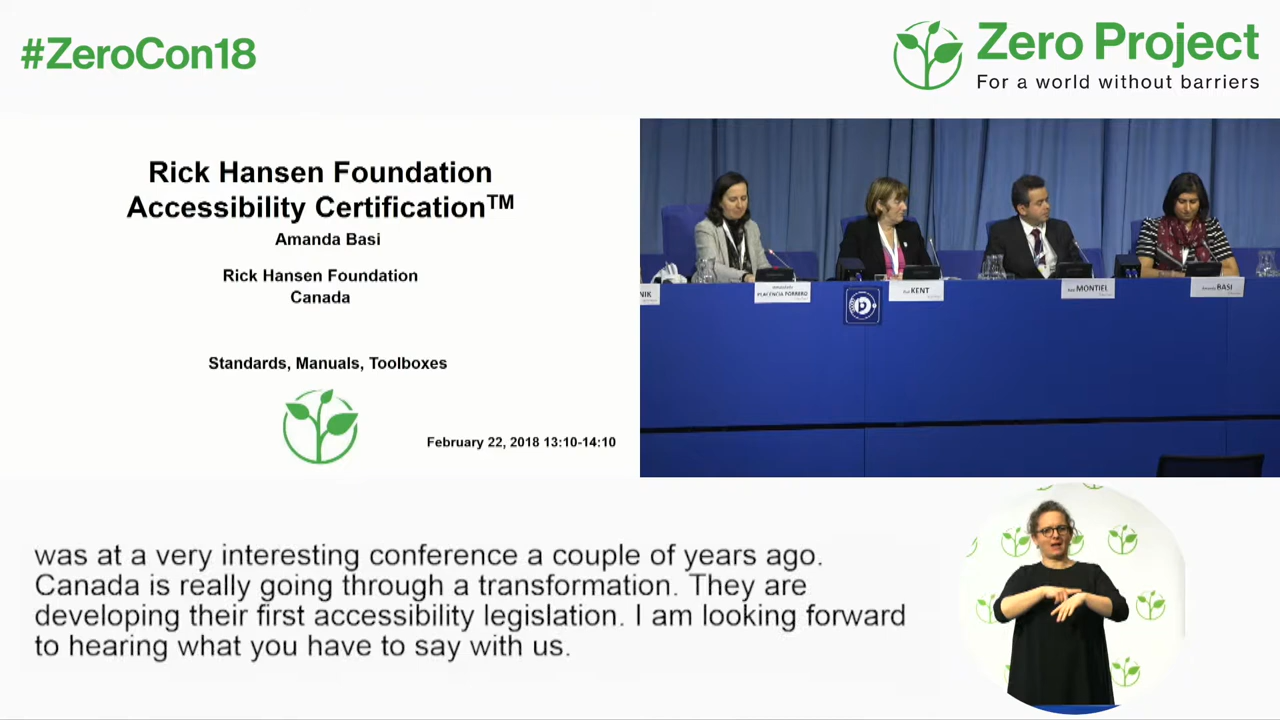 #ZeroCon18
Zero Project
For a world without barriers
Rick Hansen Foundation
Accessibility Certification™
Amanda Basi
Rick Hansen Foundation
Canada
Standards, Manuals, Toolboxes
February 22, 2018 13:10-14:10
NIK
PLACENCIA PORRERO
KENT
MONTIEL
BASI
was at a very interesting conference a couple of years ago.
Canada is really going through a transformation. They are
developing their first accessibility legislation. I am looking forward
to hearing what you have to say with us.